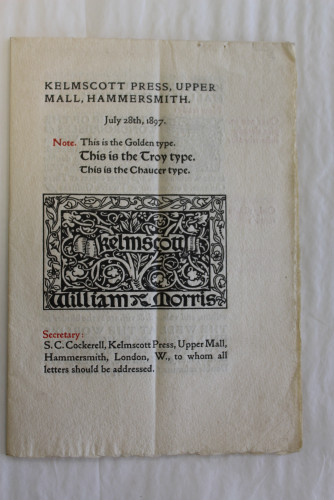 KELMSCOTT PRESS, UPPER
MALL, HAMMERSMITH.
July 28th, 1897.
Note. This is the Golden type.
This is the Troy type.
This is the Chaucer type.
kelmscott
William Morris
Secretary:
S. C. Cockerell, Kelmscott Press, Upper Mall,
Hammersmith, London, W., to whom all
letters should be addressed.